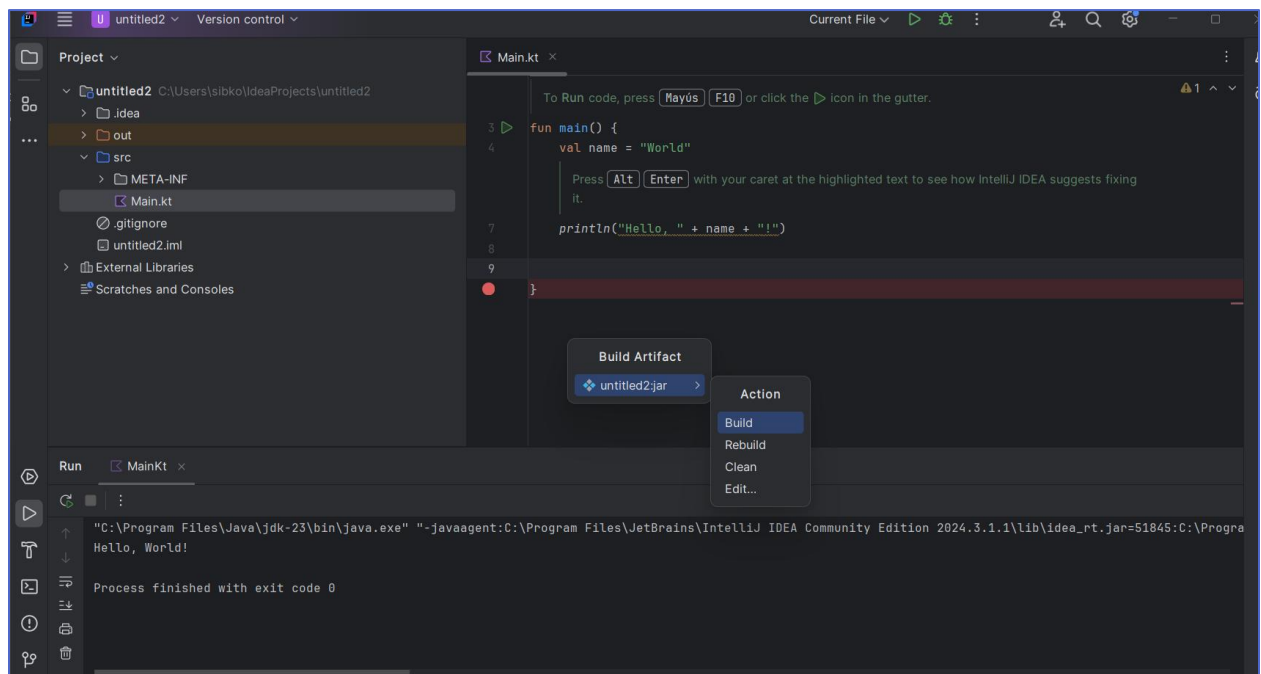 U untitled2 Version control Current File
Project
Main.kt
untitled2 C:\Users\sibko\IdeaProjects\untitled2
.idea
out
src
META-INF
Main.kt
.gitignore
untitled2.iml
External Libraries
Scratches and Consoles
To Run code, press Mayús F10 or click the icon in the gutter.
1
3 fun main() {
4 val name = "World"
Press Alt Enter with your caret at the highlighted text to see how IntelliJ IDEA suggests fixing
it.
7 println("Hello, " + name + "!")
8
9
}
Build Artifact
untitled2:jar
Action
Build
Rebuild
Clean
Edit...
Run MainKt
"C:\Program Files\Java\jdk-23\bin\java.exe" "-javaagent:C:\Program Files\JetBrains\IntelliJ IDEA Community Edition 2024.3.1.1\lib\idea_rt.jar=51845:C:\Progra
Hello, World!
Process finished with exit code 0